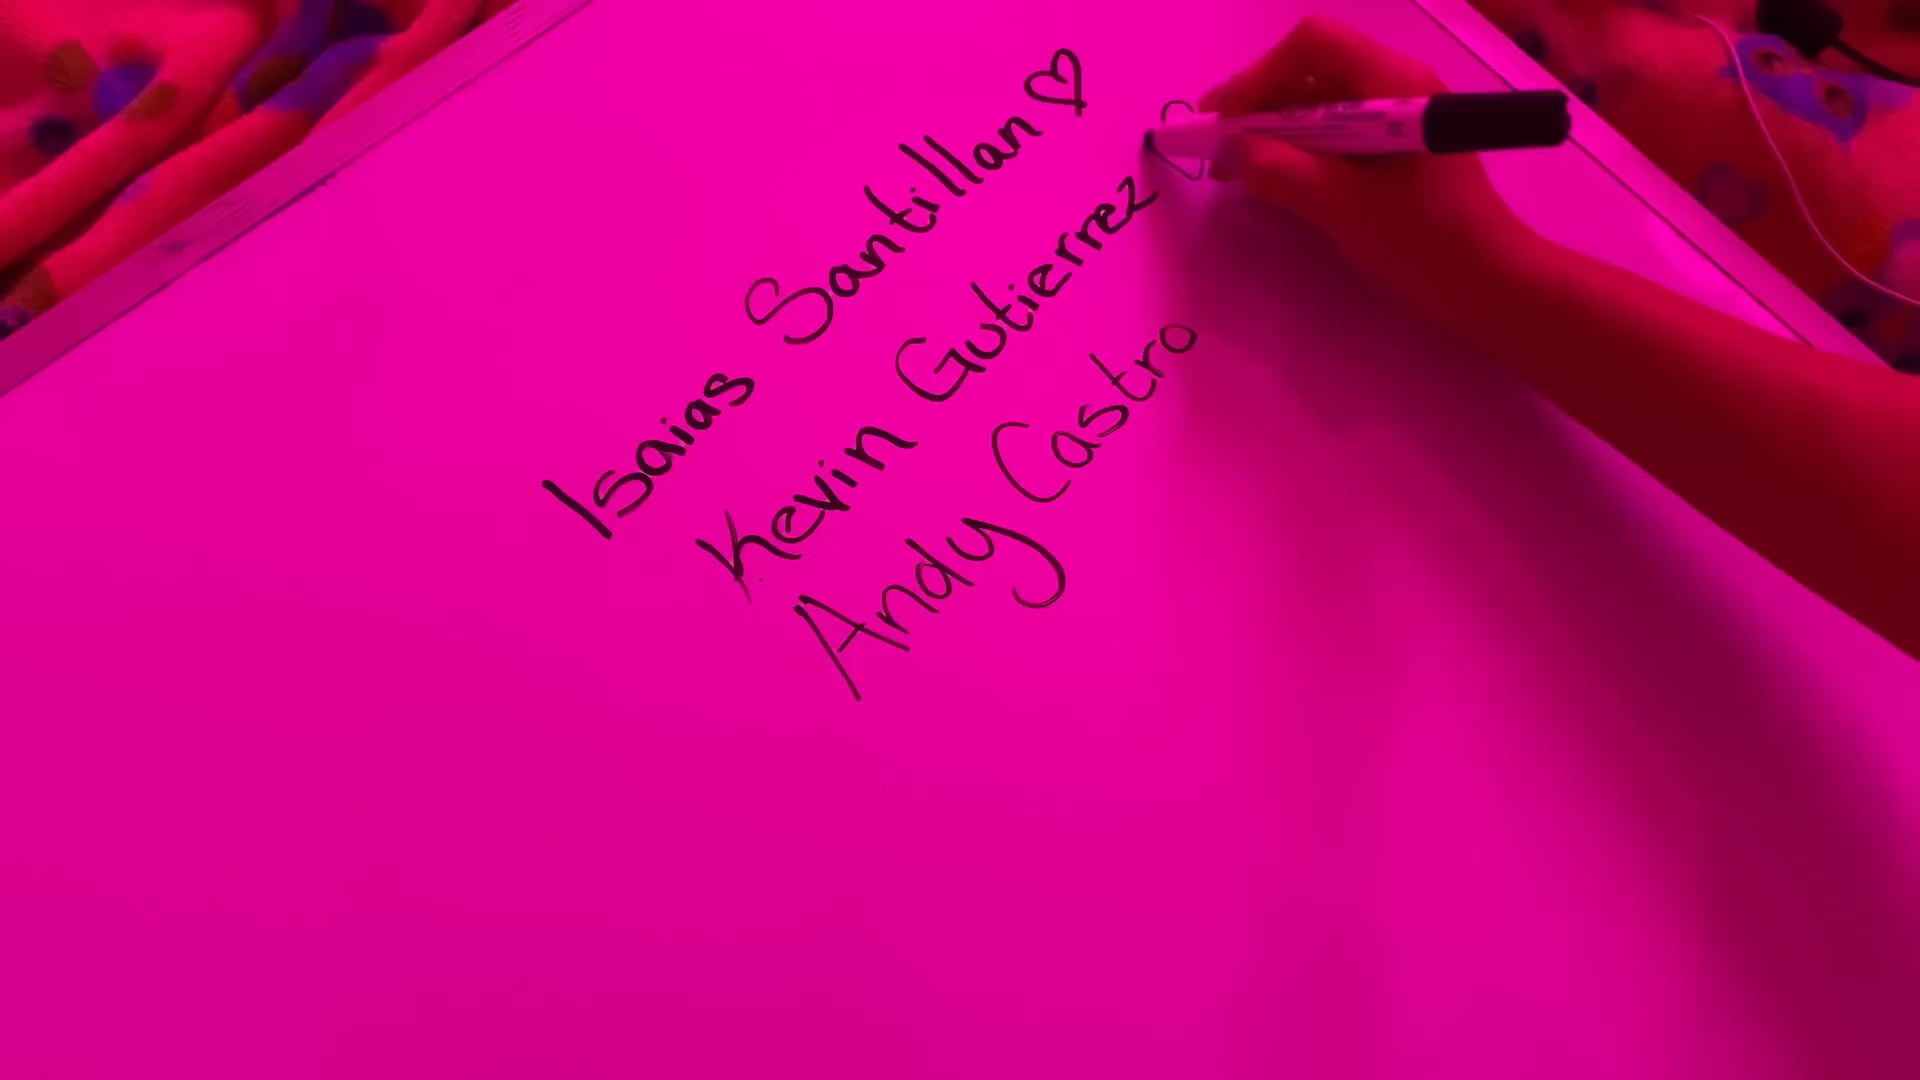 Isaias Santillan ♡
Kevin Gutierrez ♡
Andy Castro